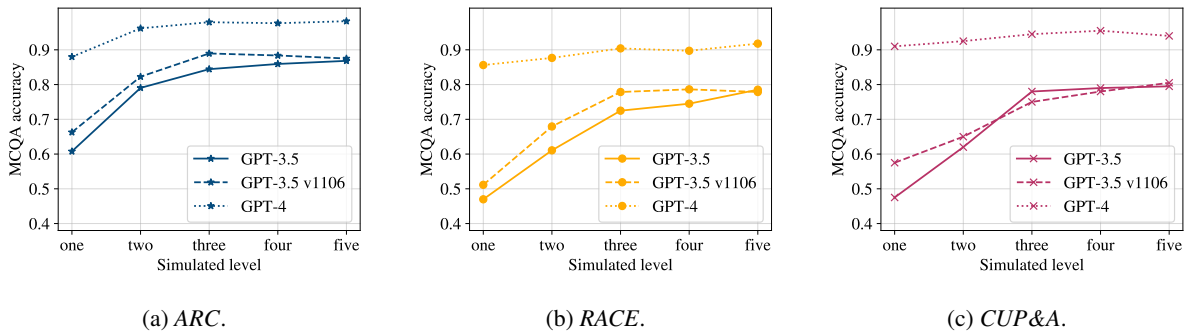 MCQA accuracy
0.9
0.8
0.7
0.6
0.5
0.4
GPT-3.5
GPT-3.5 v1106
GPT-4
one two three four five
Simulated level
(a) ARC.
MCQA accuracy
0.9
0.8
0.7
0.6
0.5
0.4
GPT-3.5
GPT-3.5 v1106
GPT-4
one two three four five
Simulated level
(b) RACE.
MCQA accuracy
0.9
0.8
0.7
0.6
0.5
0.4
GPT-3.5
GPT-3.5 v1106
GPT-4
one two three four five
Simulated level
(c) CUP&A.